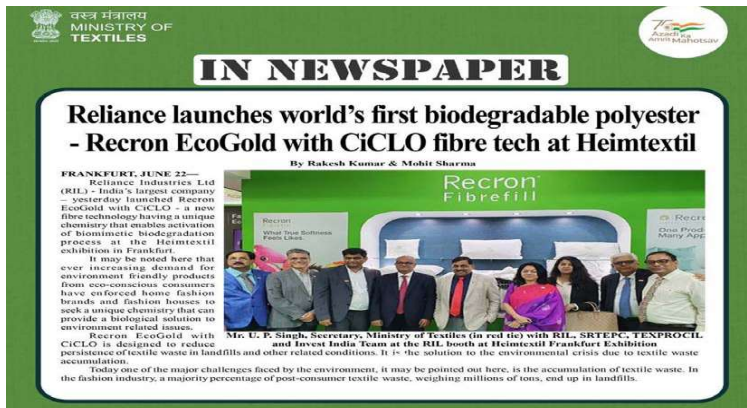 वस्त्र मंत्रालय
MINISTRY OF
TEXTILES
Azadi Ka
Amrit Mahotsav
IN NEWSPAPER
Reliance launches world's first biodegradable polyester
- Recron EcoGold with CiCLO fibre tech at Heimtextil
By Rakesh Kumar & Mohit Sharma
FRANKFURT, JUNE 22—
Reliance Industries Ltd
(RIL) - India's largest company
– yesterday launched Recron
EcoGold with CiCLO - a new
fibre technology having a unique
chemistry that enables activation
of biomimetic biodegradation
process at the Heimtextil
exhibition in Frankfurt.
It may be noted here that
ever increasing demand for
environment friendly products
from eco-conscious consumers
have enforced home fashion
brands and fashion houses to
seek a unique chemistry that can
provide a biological solution to
environment related issues.
Recron EcoGold with
CiCLO is designed to reduce
persistence of textile waste in landfills and other related conditions. It is the solution to the environmental crisis due to textile waste
accumulation.
Today one of the major challenges faced by the environment, it may be pointed out here, is the accumulation of textile waste. In
the fashion industry, a majority percentage of post-consumer textile waste, weighing millions of tons, end up in landfills.
Recron
Fibrefill
Recron
What True Softness
Feels Like.
Recro
One Prod
Many App
Mr. U. P. Singh, Secretary, Ministry of Textiles (in red tie) with RIL, SRTEPC, TEXPROCIL
and Invest India Team at the RIL booth at Heimtextil Frankfurt Exhibition